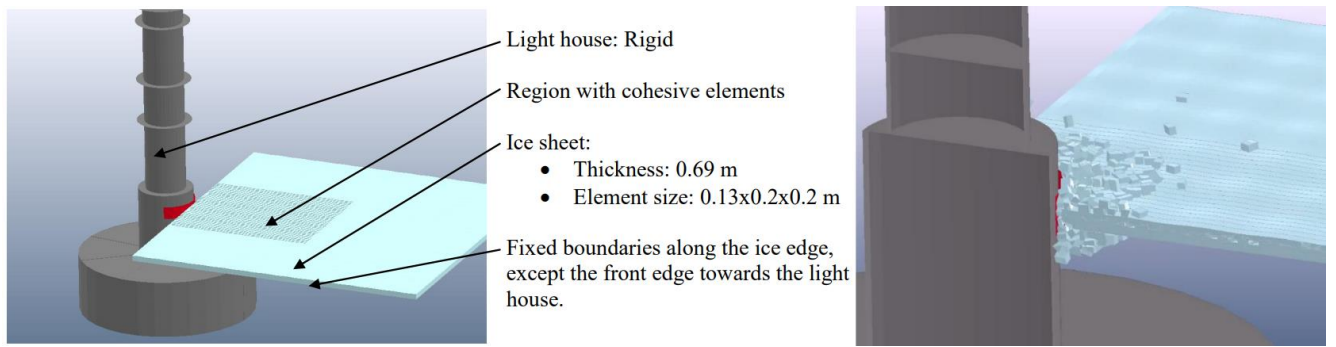 Light house: Rigid
Region with cohesive elements
Ice sheet:
• Thickness: 0.69 m
• Element size: 0.13x0.2x0.2 m
Fixed boundaries along the ice edge,
except the front edge towards the light
house.